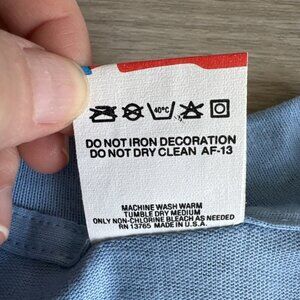 40°C
DO NOT IRON DECORATION
DO NOT DRY CLEAN AF-13
MACHINE WASH WARM
TUMBLE DRY MEDIUM
ONLY NON-CHLORINE BLEACH AS NEEDED
RN 13765 MADE IN U.S.A.